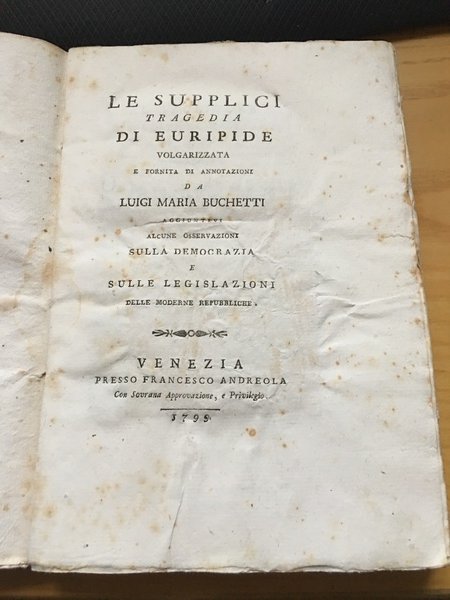 LE SUPPLICI
TRAGEDIA
DI EURIPIDE
VOLGARIZZATA
E FORNITA DI ANNOTAZIONI
DA
LUIGI MARIA BUCHETTI
AGGIUNTEVI
ALCUNE OSSERVAZIONI
SULLA DEMOCRAZIA
E
SULLE LEGISLAZIONI
DELLE MODERNE REPUBBLICHE.
VENEZIA
PRESSO FRANCESCO ANDREOLA
Con Sovrana Approvazione, e Privilegio.
1799